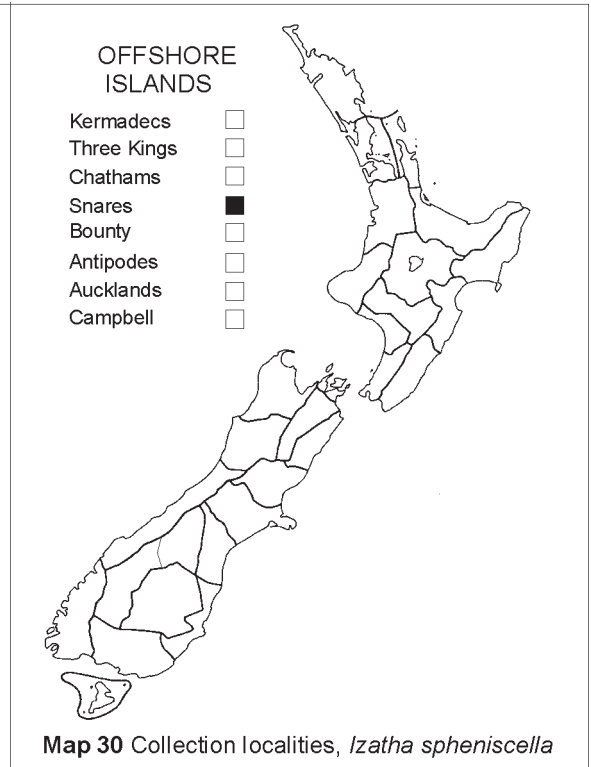 OFFSHORE
ISLANDS
Kermadecs
Three Kings
Chathams
Snares
Bounty
Antipodes
Aucklands
Campbell
Map 30 Collection localities, Izatha spheniscella